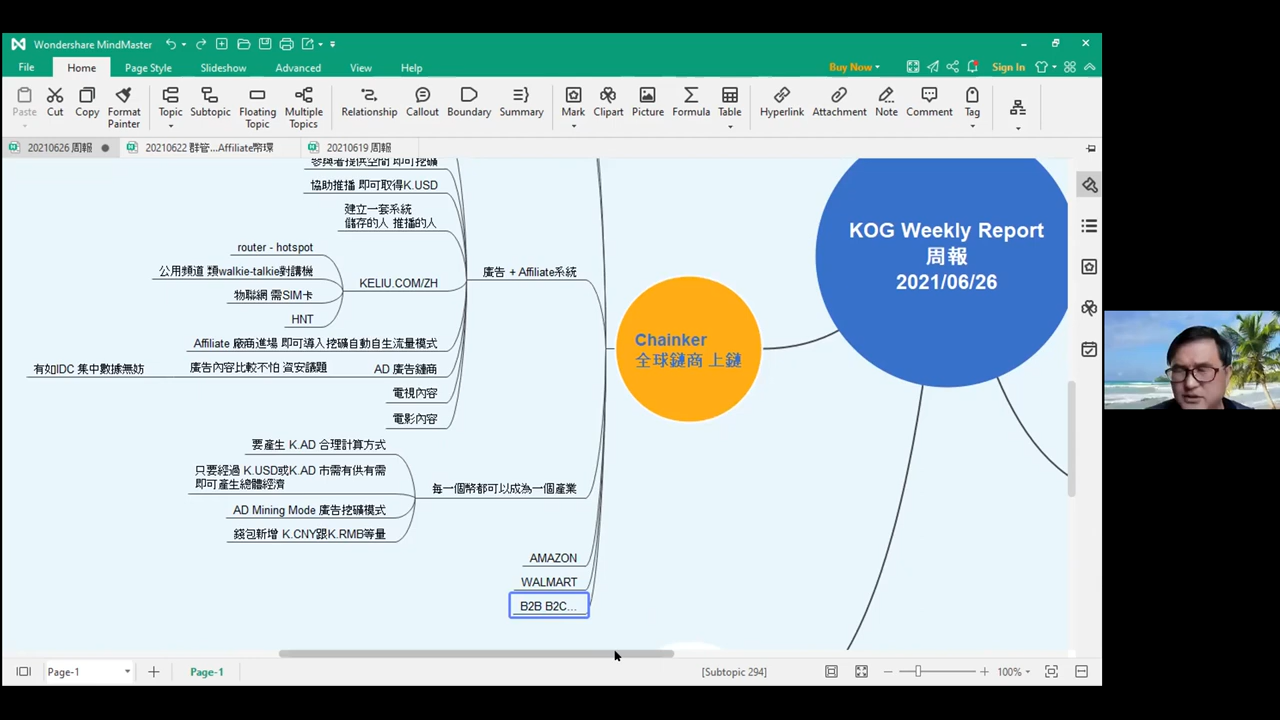 Wondershare MindMaster
File
Home
Page Style
Slideshow
Advanced
View
Help
Buy Now
Sign In
Paste
Cut
Copy
Format Painter
Topic
Subtopic
Floating Topic
Multiple Topics
Relationship
Callout
Boundary
Summary
Mark
Clipart
Picture
Formula
Table
Hyperlink
Attachment
Note
Comment
Tag
20210626 周報
20210622 群管...Affiliate幣環
20210619 周報
參與者提供空間 即可挖礦
協助推播 即可取得K.USD
建立一套系統
儲存的人 推播的人
router - hotspot
公用頻道 類walkie-talkie對講機
物聯網 需SIM卡
HNT
KELIU.COM/ZH
廣告 + Affiliate系統
Affiliate 廠商進場 即可導入挖礦自動自生流量模式
有如IDC 集中數據無妨
廣告內容比較不怕 資安議題
AD 廣告鏈商
電視內容
電影內容
要產生 K.AD 合理計算方式
只要經過 K.USD或K.AD 市需有供有需
即可產生總體經濟
AD Mining Mode 廣告挖礦模式
錢包新增 K.CNY跟K.RMB等量
每一個幣都可以成為一個產業
AMAZON
WALMART
B2B B2C...
Chainker
全球鏈商 上鏈
KOG Weekly Report
周報
2021/06/26
Page-1
Page-1
[Subtopic 294]
100%